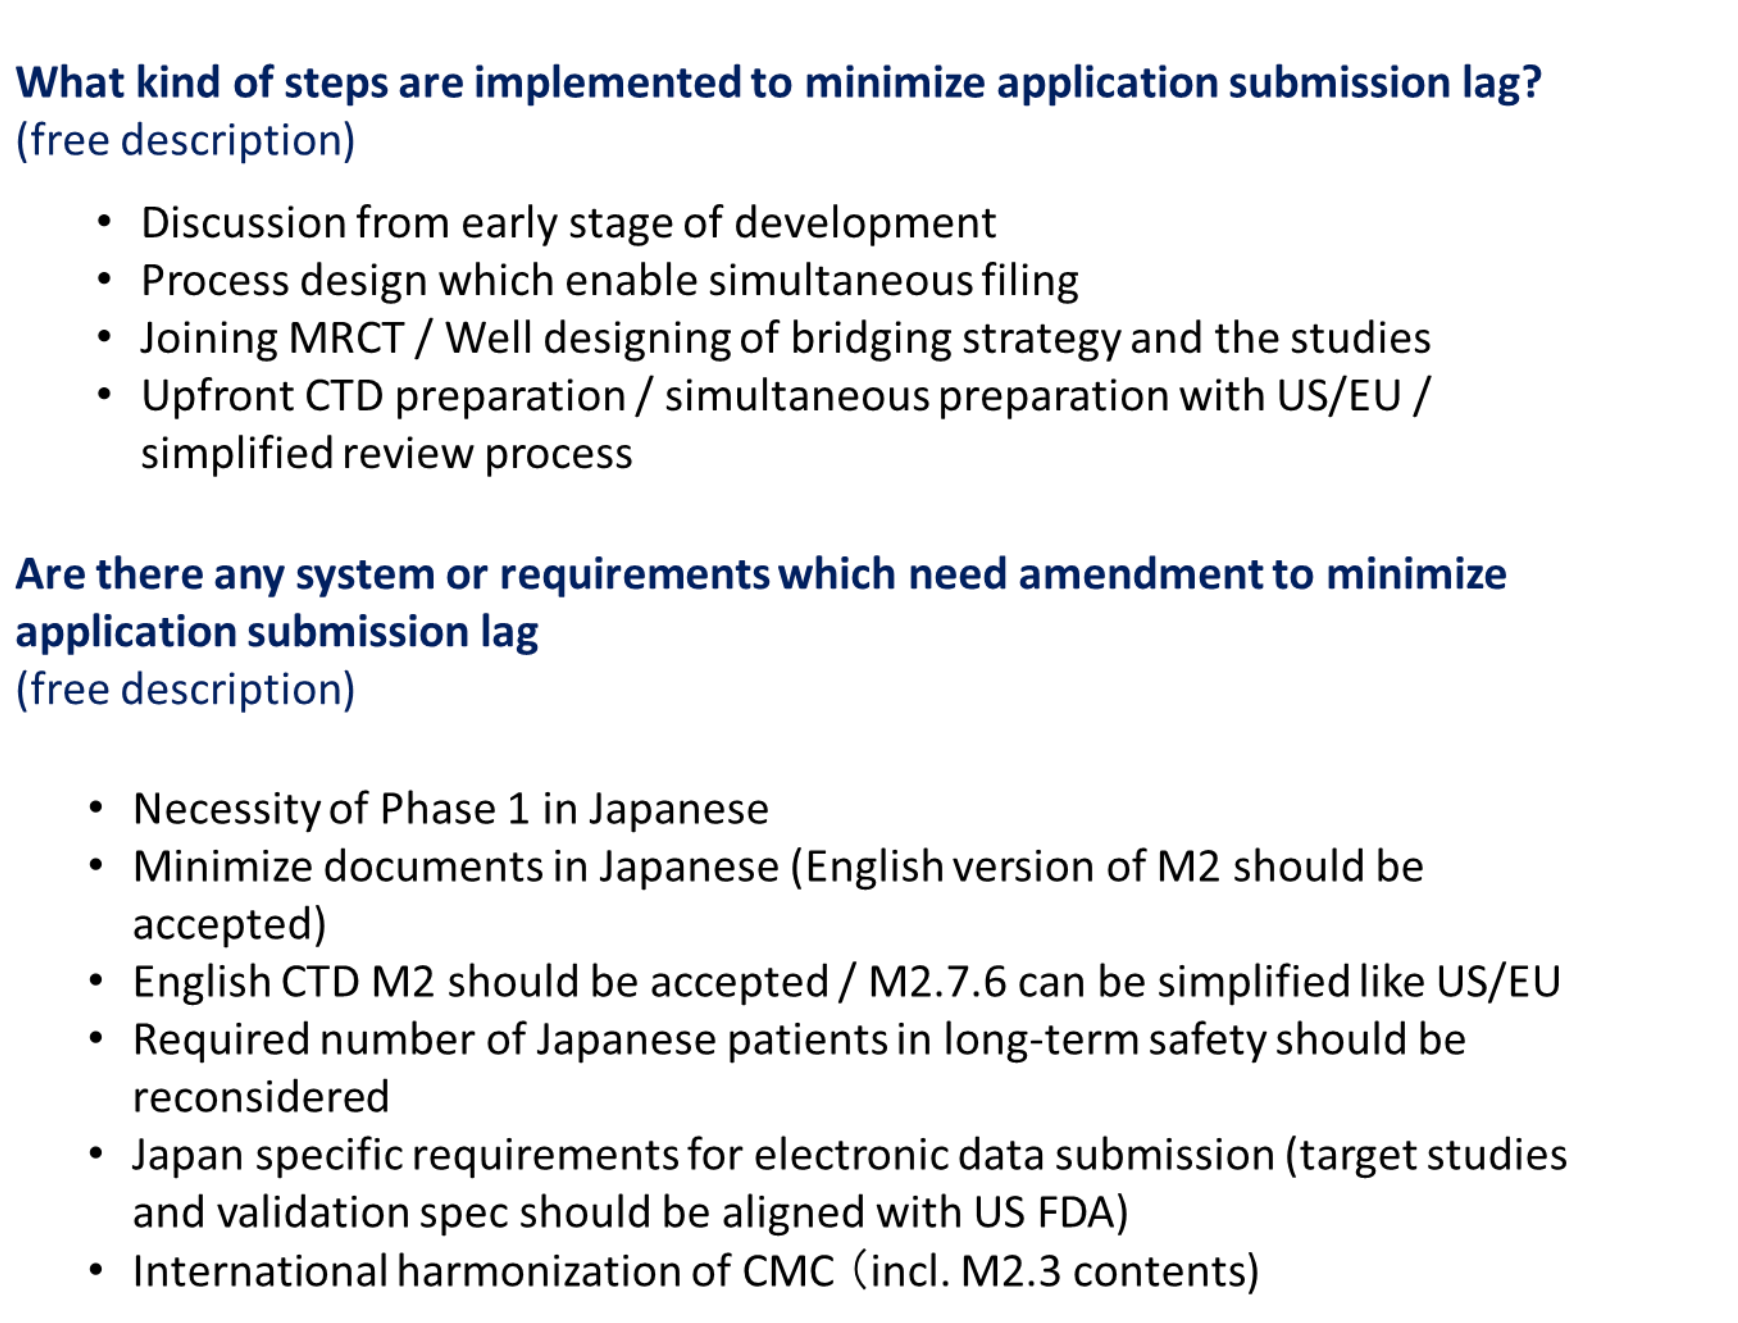 What kind of steps are implemented to minimize application submission lag?
(free description)
• Discussion from early stage of development
• Process design which enable simultaneous filing
• Joining MRCT / Well designing of bridging strategy and the studies
• Upfront CTD preparation / simultaneous preparation with US/EU /
simplified review process
Are there any system or requirements which need amendment to minimize
application submission lag
(free description)
• Necessity of Phase 1 in Japanese
• Minimize documents in Japanese (English version of M2 should be
accepted)
• English CTD M2 should be accepted / M2.7.6 can be simplified like US/EU
• Required number of Japanese patients in long-term safety should be
reconsidered
• Japan specific requirements for electronic data submission (target studies
and validation spec should be aligned with US FDA)
• International harmonization of CMC（incl. M2.3 contents)